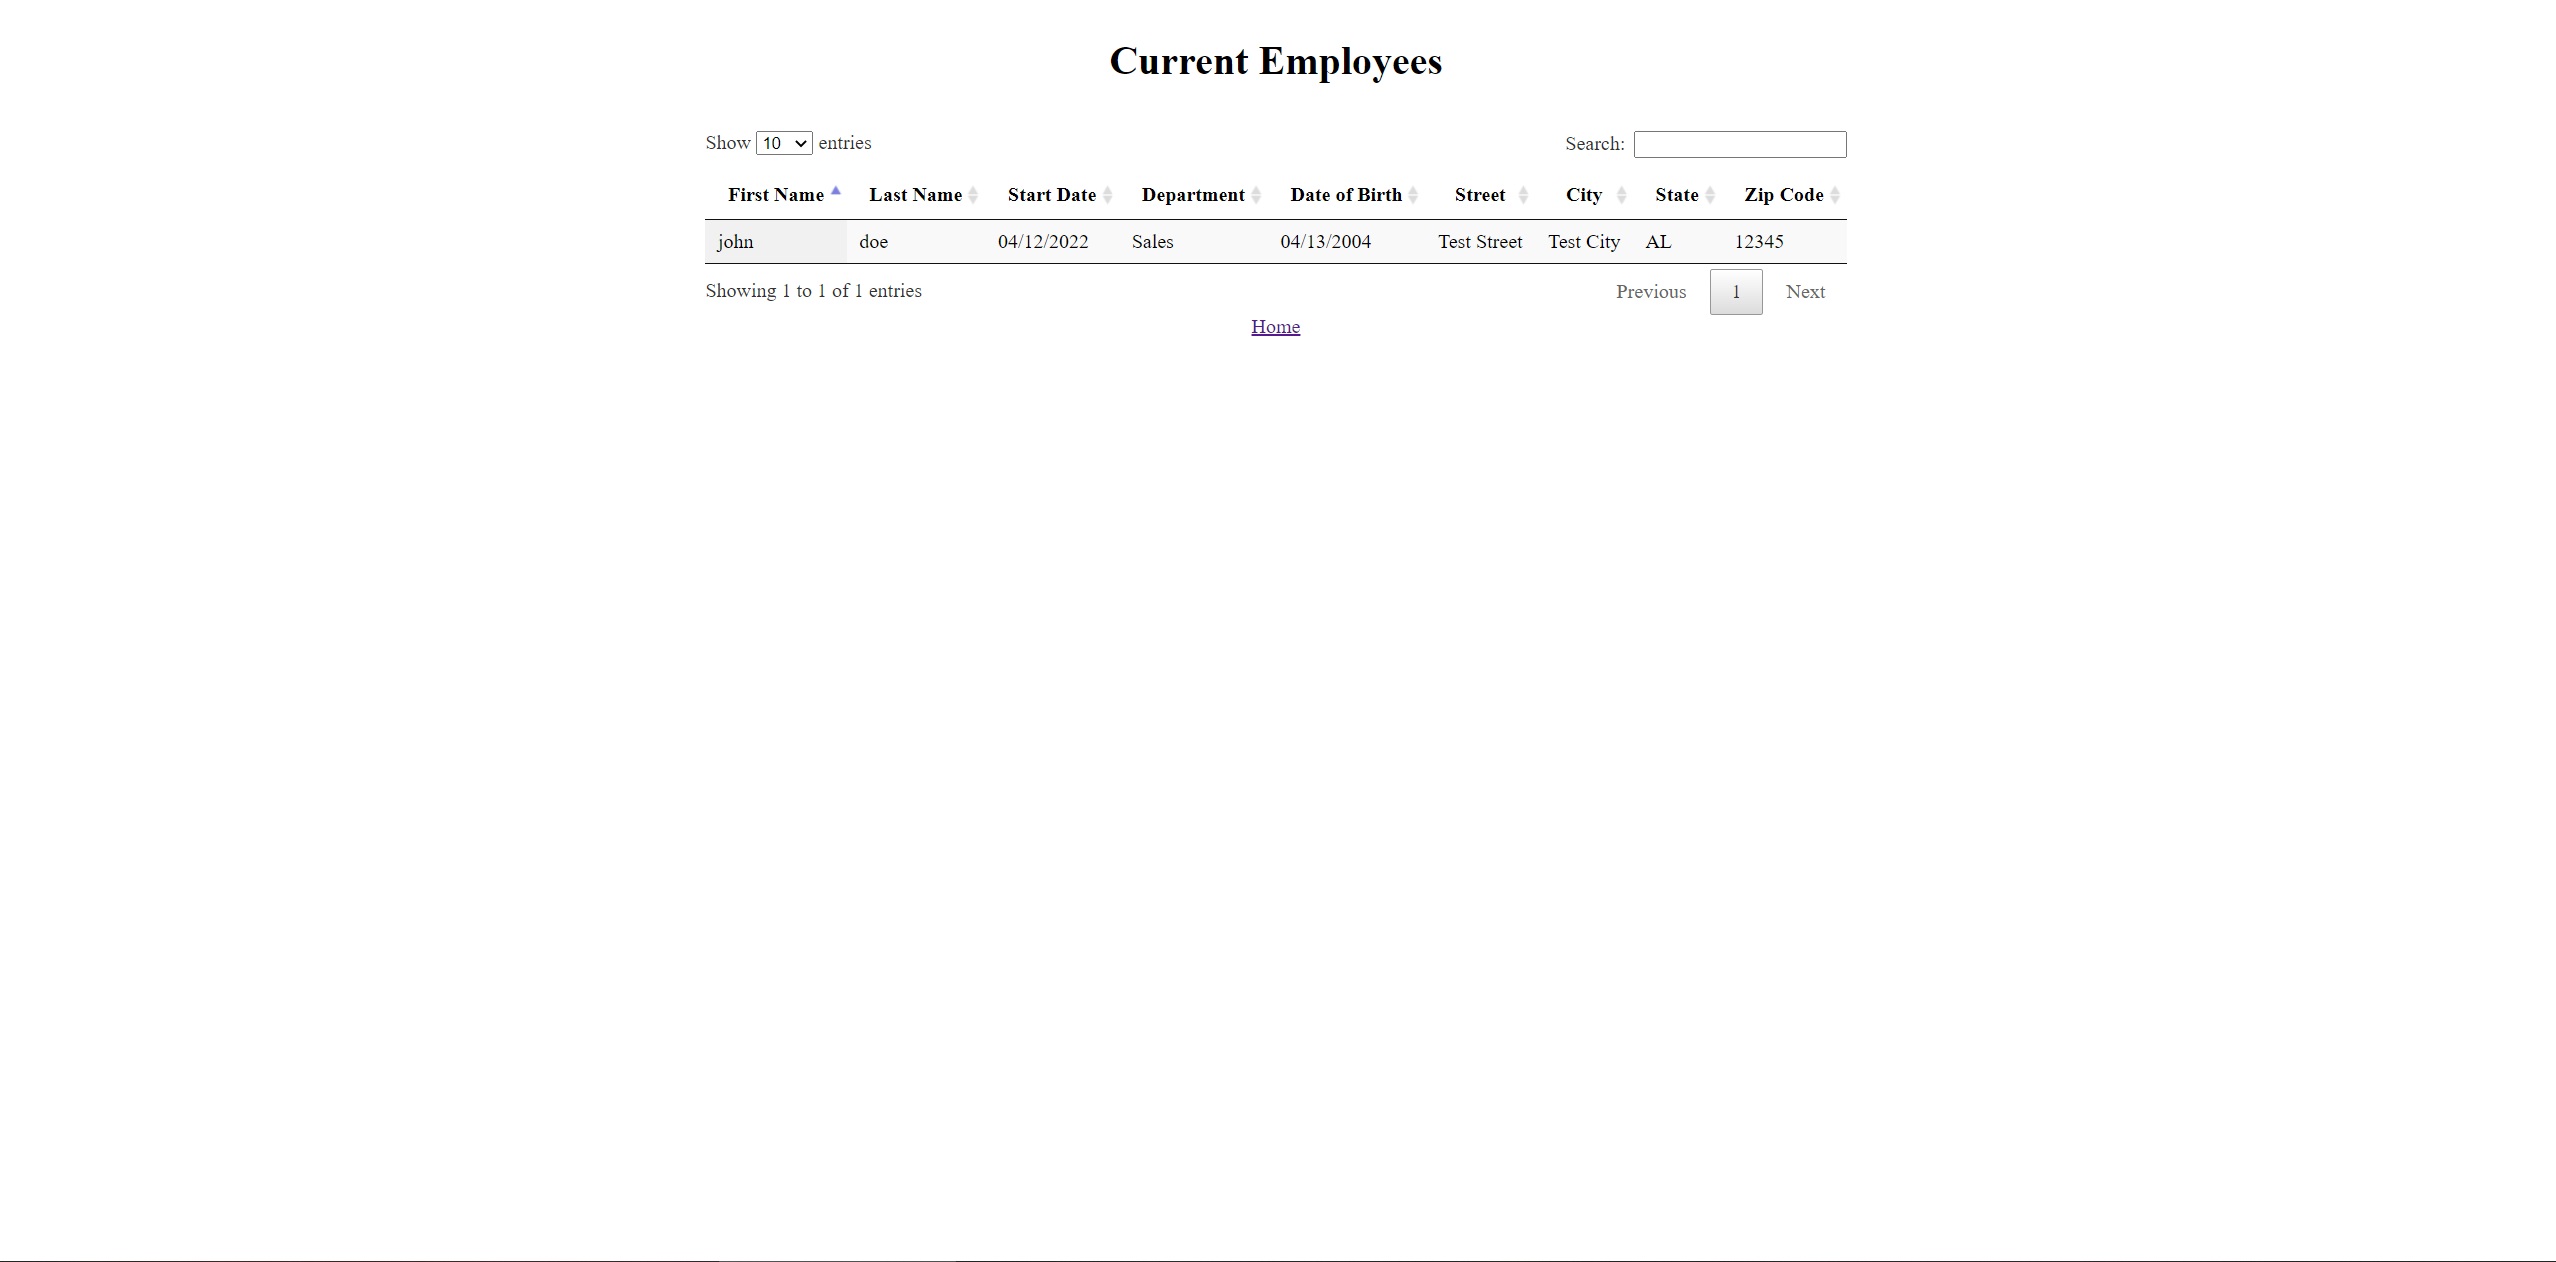 Current Employees
Show 10 entries Search:
First Name Last Name Start Date Department Date of Birth Street City State Zip Code
john doe 04/12/2022 Sales 04/13/2004 Test Street Test City AL 12345
Showing 1 to 1 of 1 entries Previous 1 Next
Home